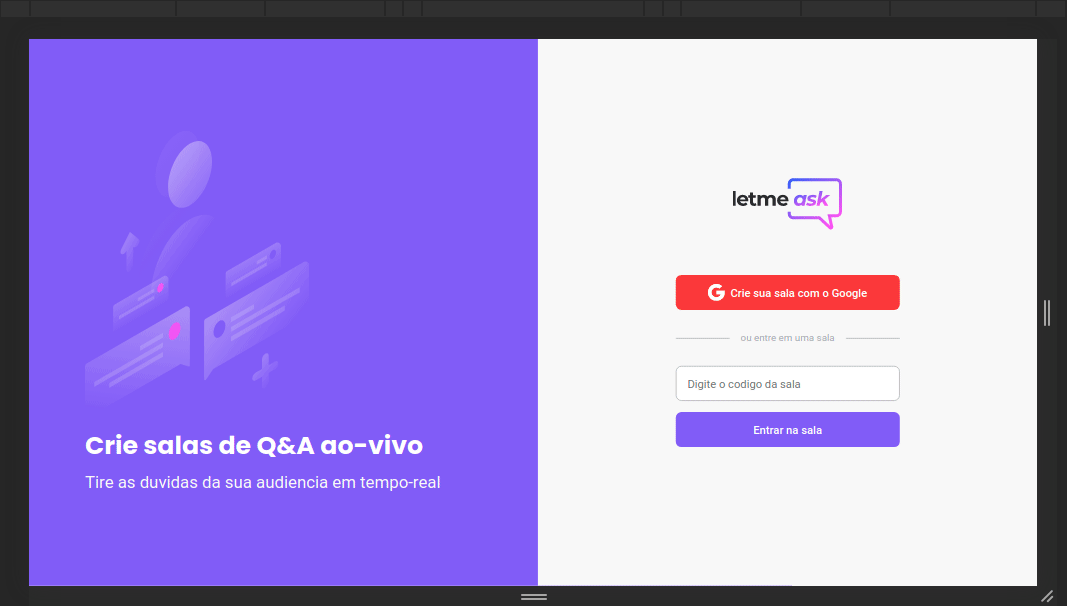 Crie salas de Q&A ao-vivo
Tire as duvidas da sua audiencia em tempo-real
letme ask
Crie sua sala com o Google
ou entre em uma sala
Digite o codigo da sala
Entrar na sala